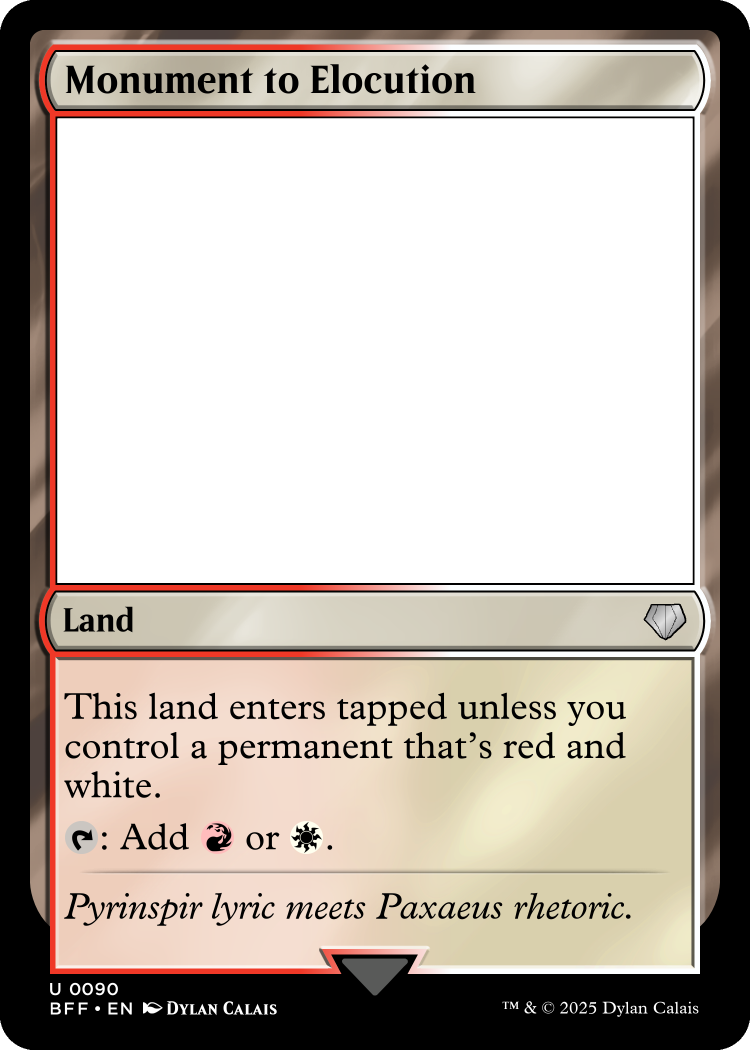 Monument to Elocution
Land
This land enters tapped unless you
control a permanent that's red and
white.
: Add or .
Pyrinspir lyric meets Paxaeus rhetoric.
U 0090
BFF • EN DYLAN CALAIS
™ & © 2025 Dylan Calais